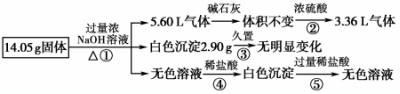 14.05 g固体
过量浓 NaOH溶液 △①
5.60 L气体 碱石灰 体积不变 浓硫酸 ② 3.36 L气体
白色沉淀2.90 g 久置 ③ 无明显变化
无色溶液 稀盐酸 ④ 白色沉淀 过量稀盐酸 ⑤ 无色溶液